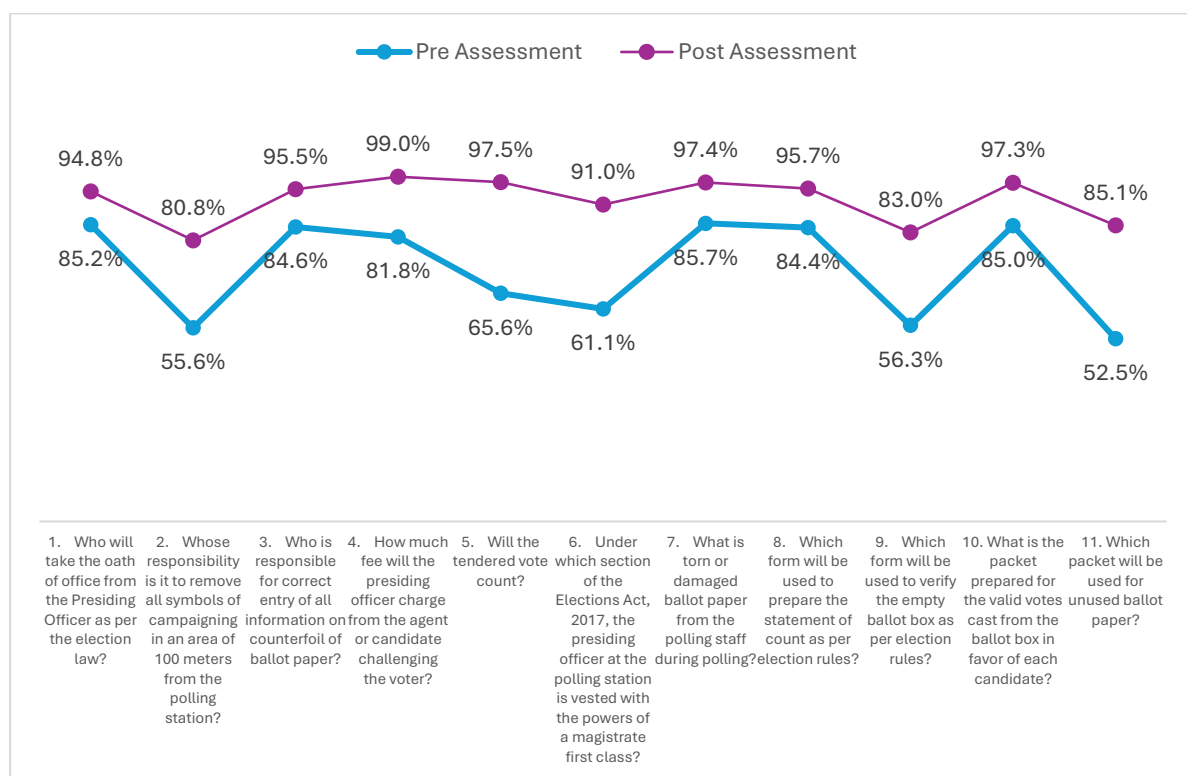 Pre Assessment
Post Assessment
94.8%
80.8%
95.5%
99.0%
97.5%
91.0%
97.4%
95.7%
83.0%
97.3%
85.1%
85.2%
55.6%
84.6%
81.8%
65.6%
61.1%
85.7%
84.4%
56.3%
85.0%
52.5%
1. Who will
take the oath
of office from
the Presiding
Officer as per
the election
law?
2. Whose
responsibility
is it to remove
all symbols of
campaigning
in an area of
100 meters
from the
polling
station?
3. Who is
responsible
for correct
entry of all
information on
counterfoil of
ballot paper?
4. How much
fee will the
presiding
officer charge
from the agent
or candidate
challenging
the voter?
5. Will the
tendered vote
count?
6. Under
which section
of the
Elections Act,
2017, the
presiding
officer at the
polling station
is vested with
the powers of
a magistrate
first class?
7. What is
torn or
damaged
ballot paper
from the
polling staff
during polling?
8. Which
form will be
used to
prepare the
statement of
count as per
election rules?
9. Which
form will be
used to verify
the empty
ballot box as
per election
rules?
10. What is the
packet
prepared for
the valid votes
cast from the
ballot box in
favor of each
candidate?
11. Which
packet will be
used for
unused ballot
paper?